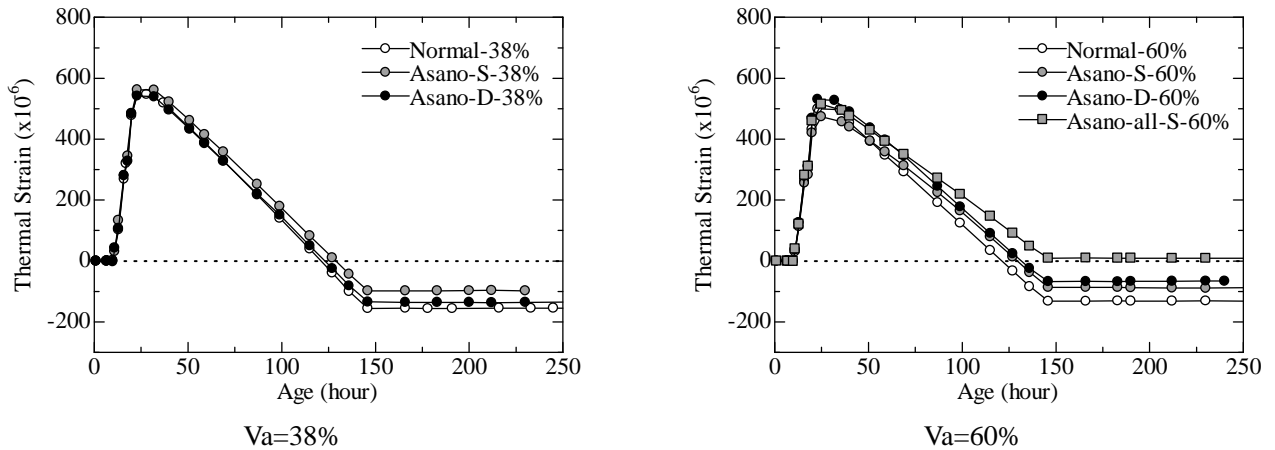 800
600
400
200
0
-200
Thermal Strain (x10-6)
Normal-38%
Asano-S-38%
Asano-D-38%
0 50 100 150 200 250
Age (hour)
Va=38%
800
600
400
200
0
-200
Thermal Strain (x10-6)
Normal-60%
Asano-S-60%
Asano-D-60%
Asano-all-S-60%
0 50 100 150 200 250
Age (hour)
Va=60%